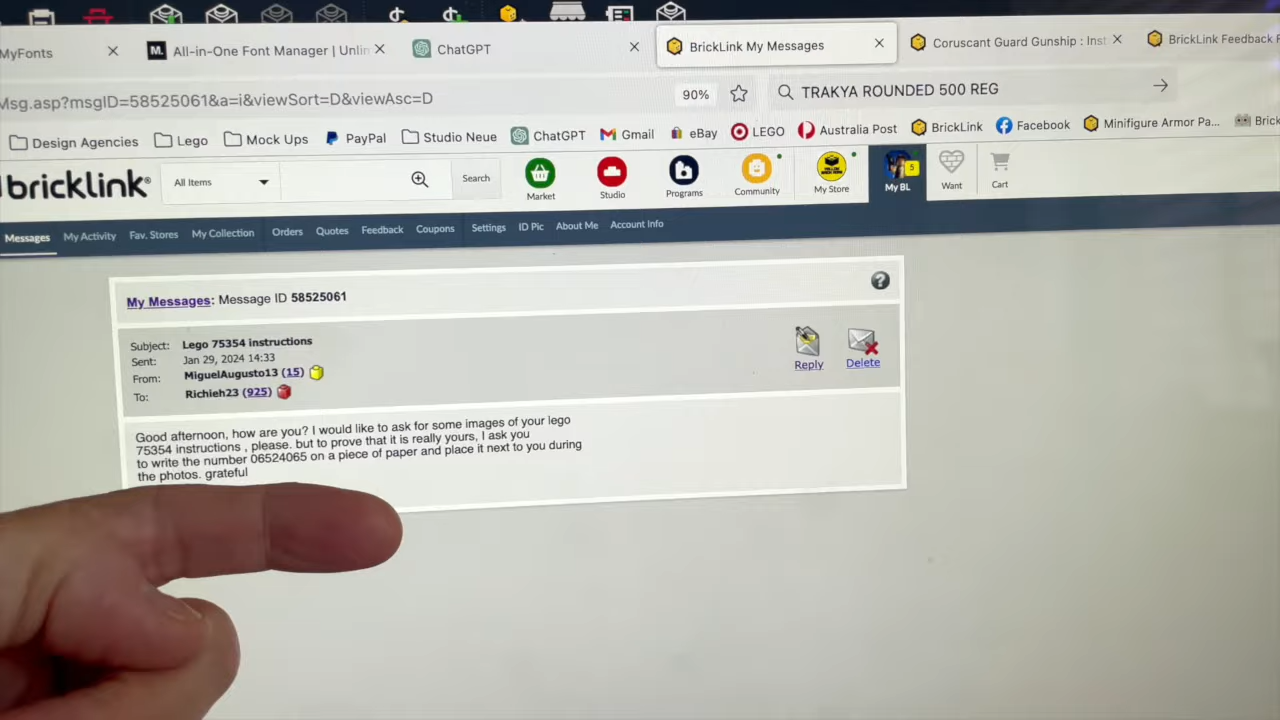 MyFonts
M. All-in-One Font Manager | Unlin
ChatGPT
BrickLink My Messages
Coruscant Guard Gunship : Inst
BrickLink Feedback F
Msg.asp?msgID=58525061&a=i&viewSort=D&viewAsc=D
90%
TRAKYA ROUNDED 500 REG
Design Agencies
Lego
Mock Ups
PayPal
Studio Neue
ChatGPT
Gmail
eBay
LEGO
Australia Post
BrickLink
Facebook
Minifigure Armor Pa...
Brick
bricklink®
All Items
Search
Market
Studio
Programs
Community
My Store
5
My BL
Want
Cart
Messages
My Activity
Fav. Stores
My Collection
Orders
Quotes
Feedback
Coupons
Settings
ID Pic
About Me
Account Info
My Messages: Message ID 58525061
?
Subject: Lego 75354 instructions
Sent: Jan 29, 2024 14:33
From: MiguelAugusto13 (15)
To: Richieh23 (925)
Reply
Delete
Good afternoon, how are you? I would like to ask for some images of your lego
75354 instructions , please. but to prove that it is really yours, I ask you
to write the number 06524065 on a piece of paper and place it next to you during
the photos. grateful